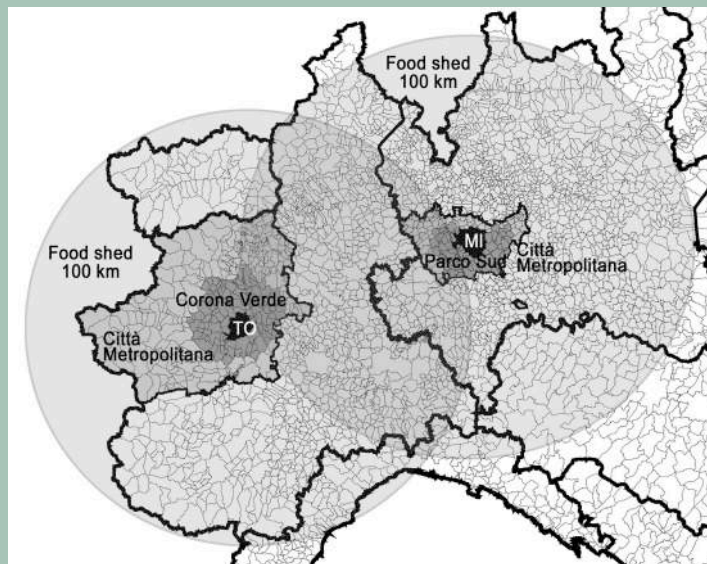 Food shed
100 km
MI
Parco Sud
Città
Metropolitana
Food shed
100 km
Corona Verde
TO
Città
Metropolitana